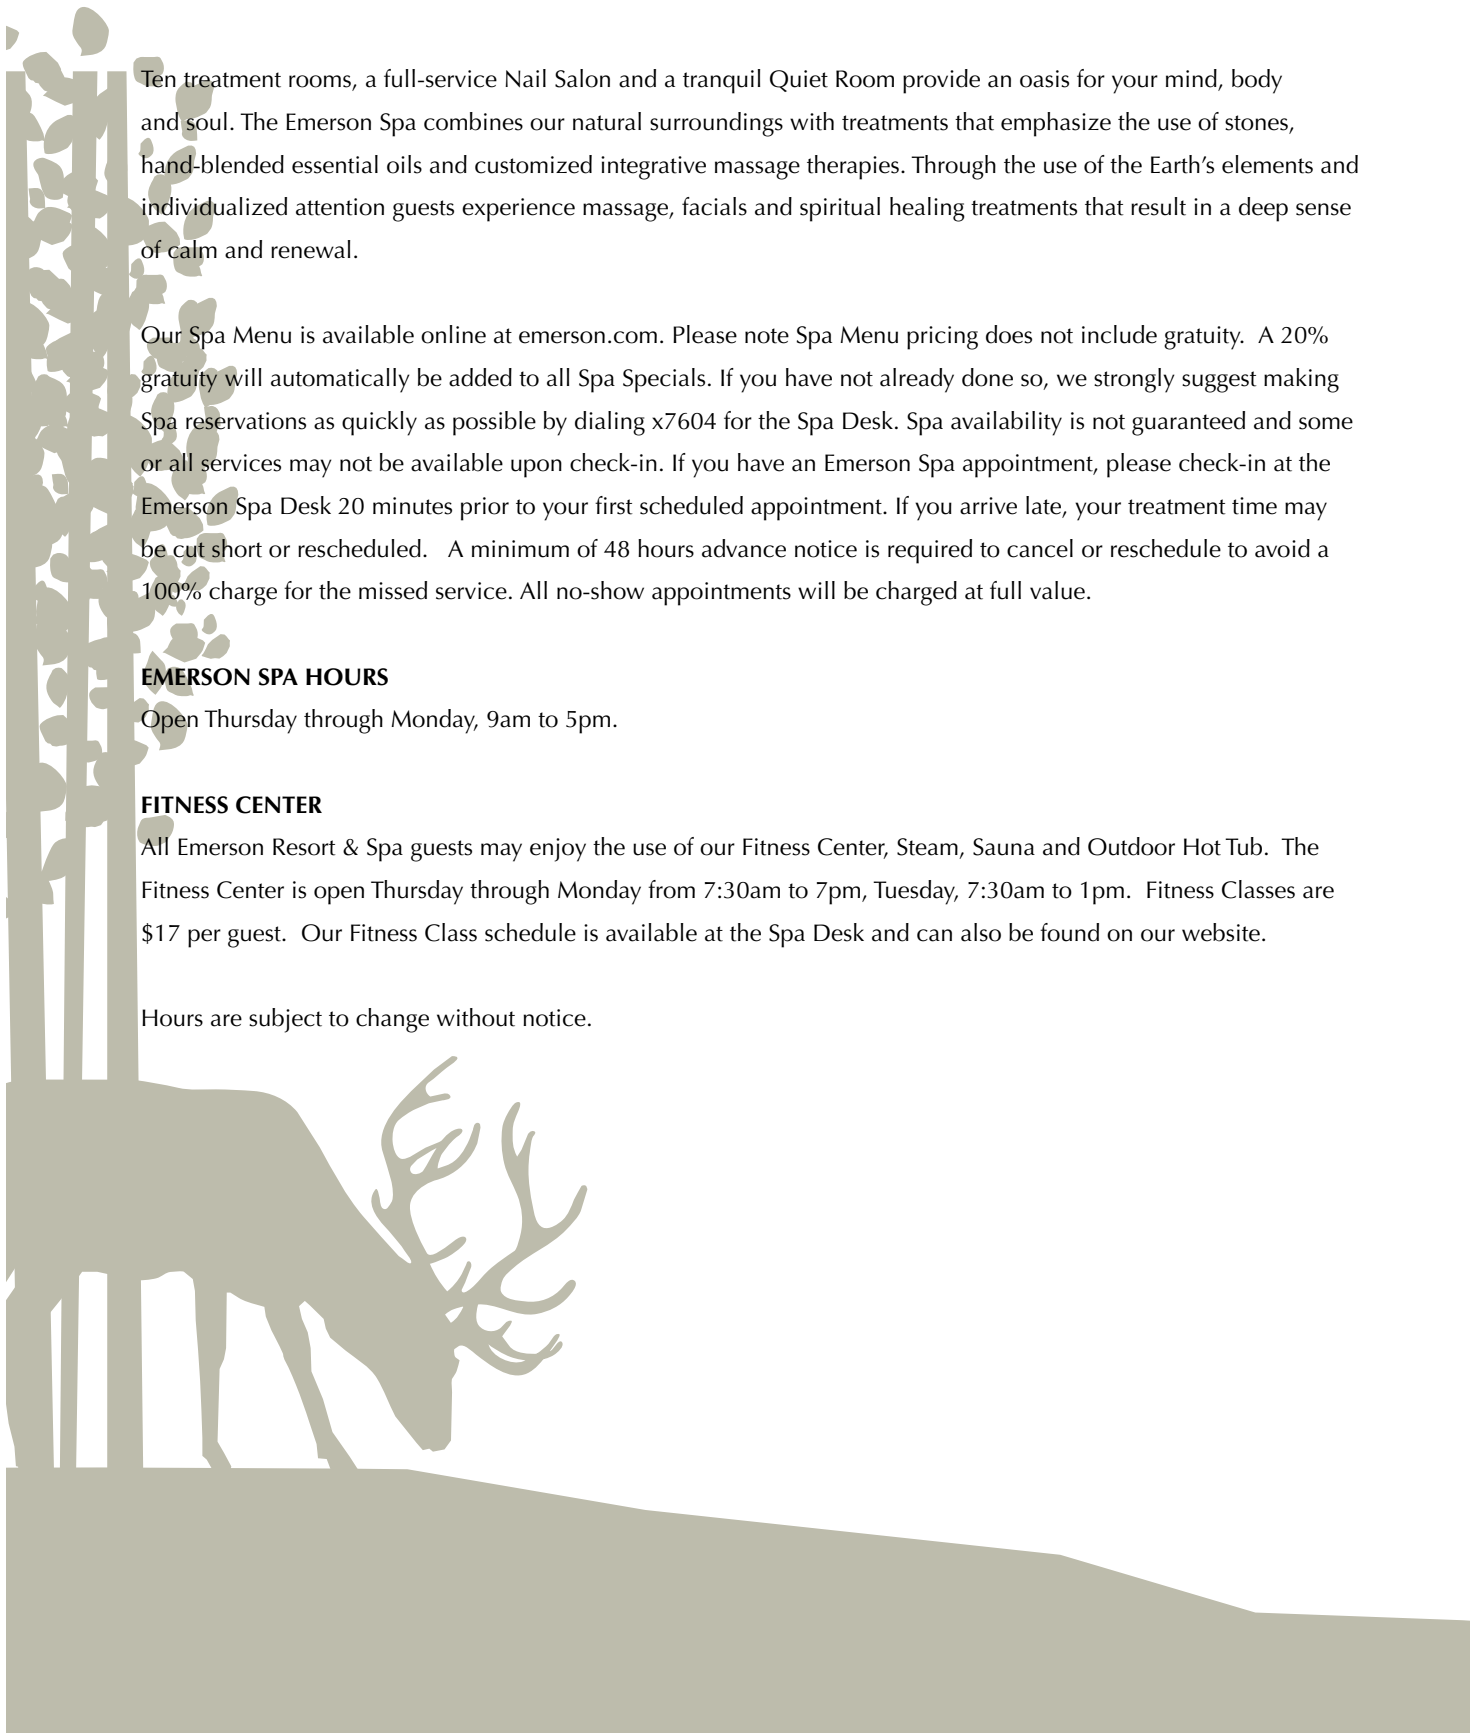 Ten treatment rooms, a full-service Nail Salon and a tranquil Quiet Room provide an oasis for your mind, body
and soul. The Emerson Spa combines our natural surroundings with treatments that emphasize the use of stones,
hand-blended essential oils and customized integrative massage therapies. Through the use of the Earth’s elements and
individualized attention guests experience massage, facials and spiritual healing treatments that result in a deep sense
of calm and renewal.
Our Spa Menu is available online at emerson.com. Please note Spa Menu pricing does not include gratuity.  A 20%
gratuity will automatically be added to all Spa Specials. If you have not already done so, we strongly suggest making
Spa reservations as quickly as possible by dialing x7604 for the Spa Desk. Spa availability is not guaranteed and some
or all services may not be available upon check-in. If you have an Emerson Spa appointment, please check-in at the
Emerson Spa Desk 20 minutes prior to your first scheduled appointment. If you arrive late, your treatment time may
be cut short or rescheduled.   A minimum of 48 hours advance notice is required to cancel or reschedule to avoid a
100% charge for the missed service. All no-show appointments will be charged at full value.
EMERSON SPA HOURS
Open Thursday through Monday, 9am to 5pm.
FITNESS CENTER
All Emerson Resort & Spa guests may enjoy the use of our Fitness Center, Steam, Sauna and Outdoor Hot Tub.  The
Fitness Center is open Thursday through Monday from 7:30am to 7pm, Tuesday, 7:30am to 1pm.  Fitness Classes are
$17 per guest.  Our Fitness Class schedule is available at the Spa Desk and can also be found on our website.
Hours are subject to change without notice.